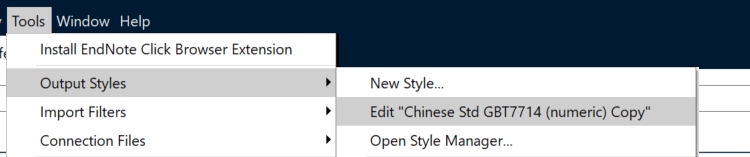 Tools Window Help
Install EndNote Click Browser Extension
Output Styles
New Style...
Import Filters
Edit "Chinese Std GBT7714 (numeric) Copy"
Connection Files
Open Style Manager...